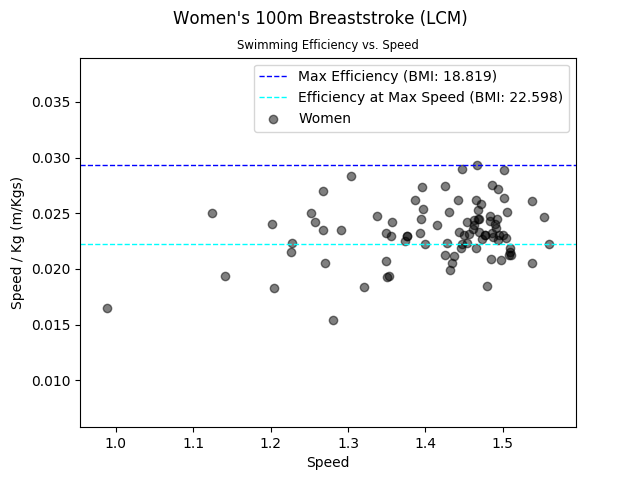 Women's 100m Breaststroke (LCM)
Swimming Efficiency vs. Speed
Max Efficiency (BMI: 18.819)
Efficiency at Max Speed (BMI: 22.598)
Women
0.035
0.030
0.025
0.020
0.015
0.010
Speed / Kg (m/Kgs)
1.0 1.1 1.2 1.3 1.4 1.5
Speed